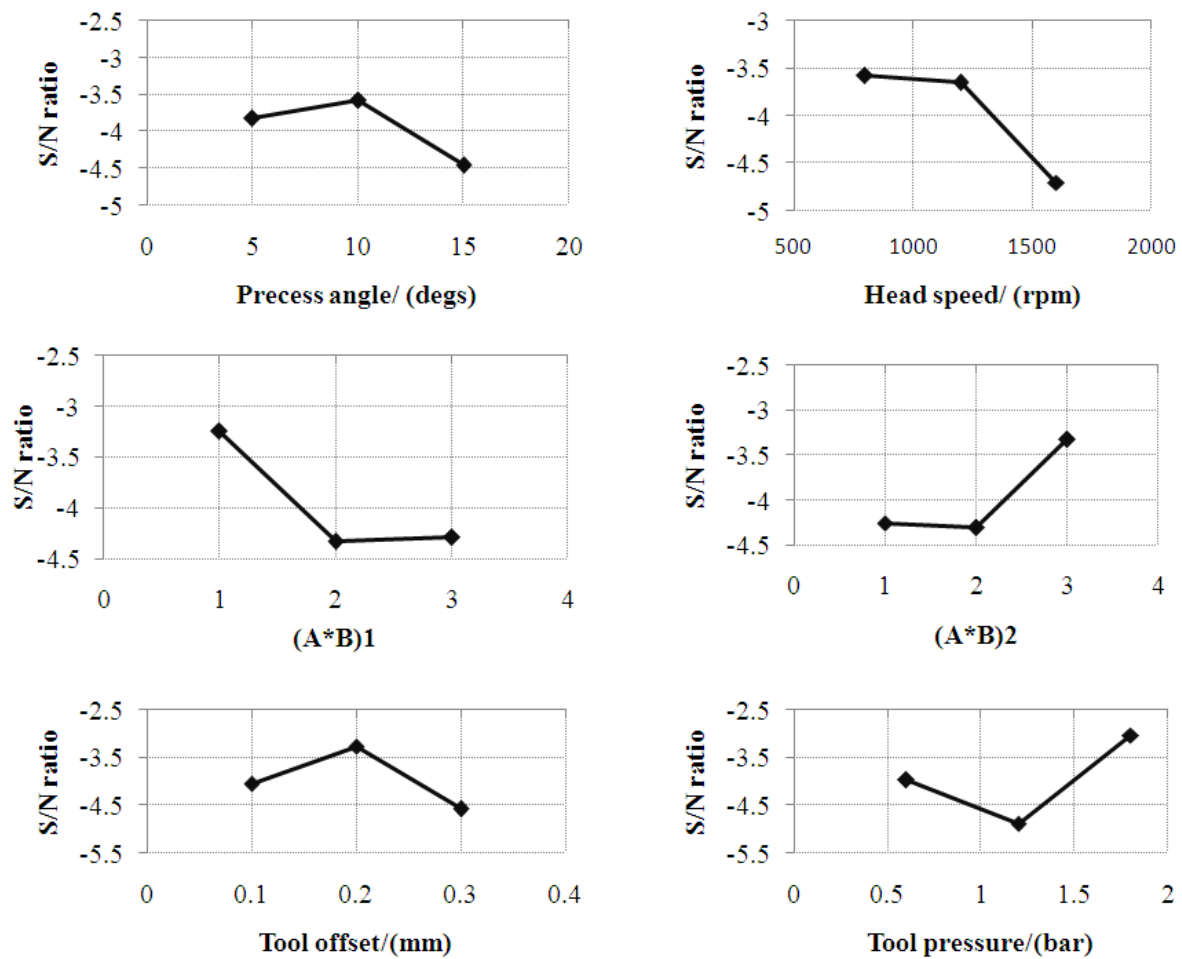 -2.5
-3
-3.5
-4
-4.5
-5
S/N ratio
0 5 10 15 20
Precess angle/ (degs)
-3
-3.5
-4
-4.5
-5
S/N ratio
500 1000 1500 2000
Head speed/ (rpm)
-2.5
-3
-3.5
-4
-4.5
S/N ratio
0 1 2 3 4
(A*B)1
-2.5
-3
-3.5
-4
-4.5
S/N ratio
0 1 2 3 4
(A*B)2
-2.5
-3.5
-4.5
-5.5
S/N ratio
0 0.1 0.2 0.3 0.4
Tool offset/(mm)
-2.5
-3.5
-4.5
-5.5
S/N ratio
0 0.5 1 1.5 2
Tool pressure/(bar)